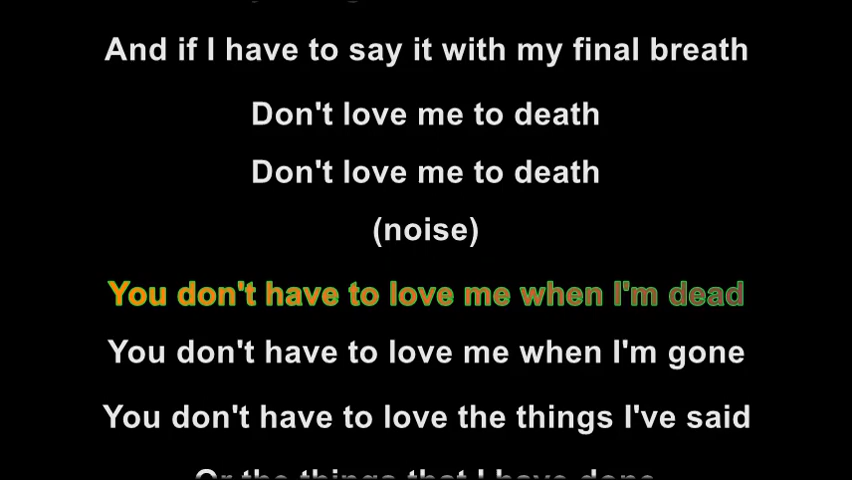 And if I have to say it with my final breath
Don't love me to death
Don't love me to death
(noise)
You don't have to love me when I'm dead
You don't have to love me when I'm gone
You don't have to love the things I've said
Or the things that I have done